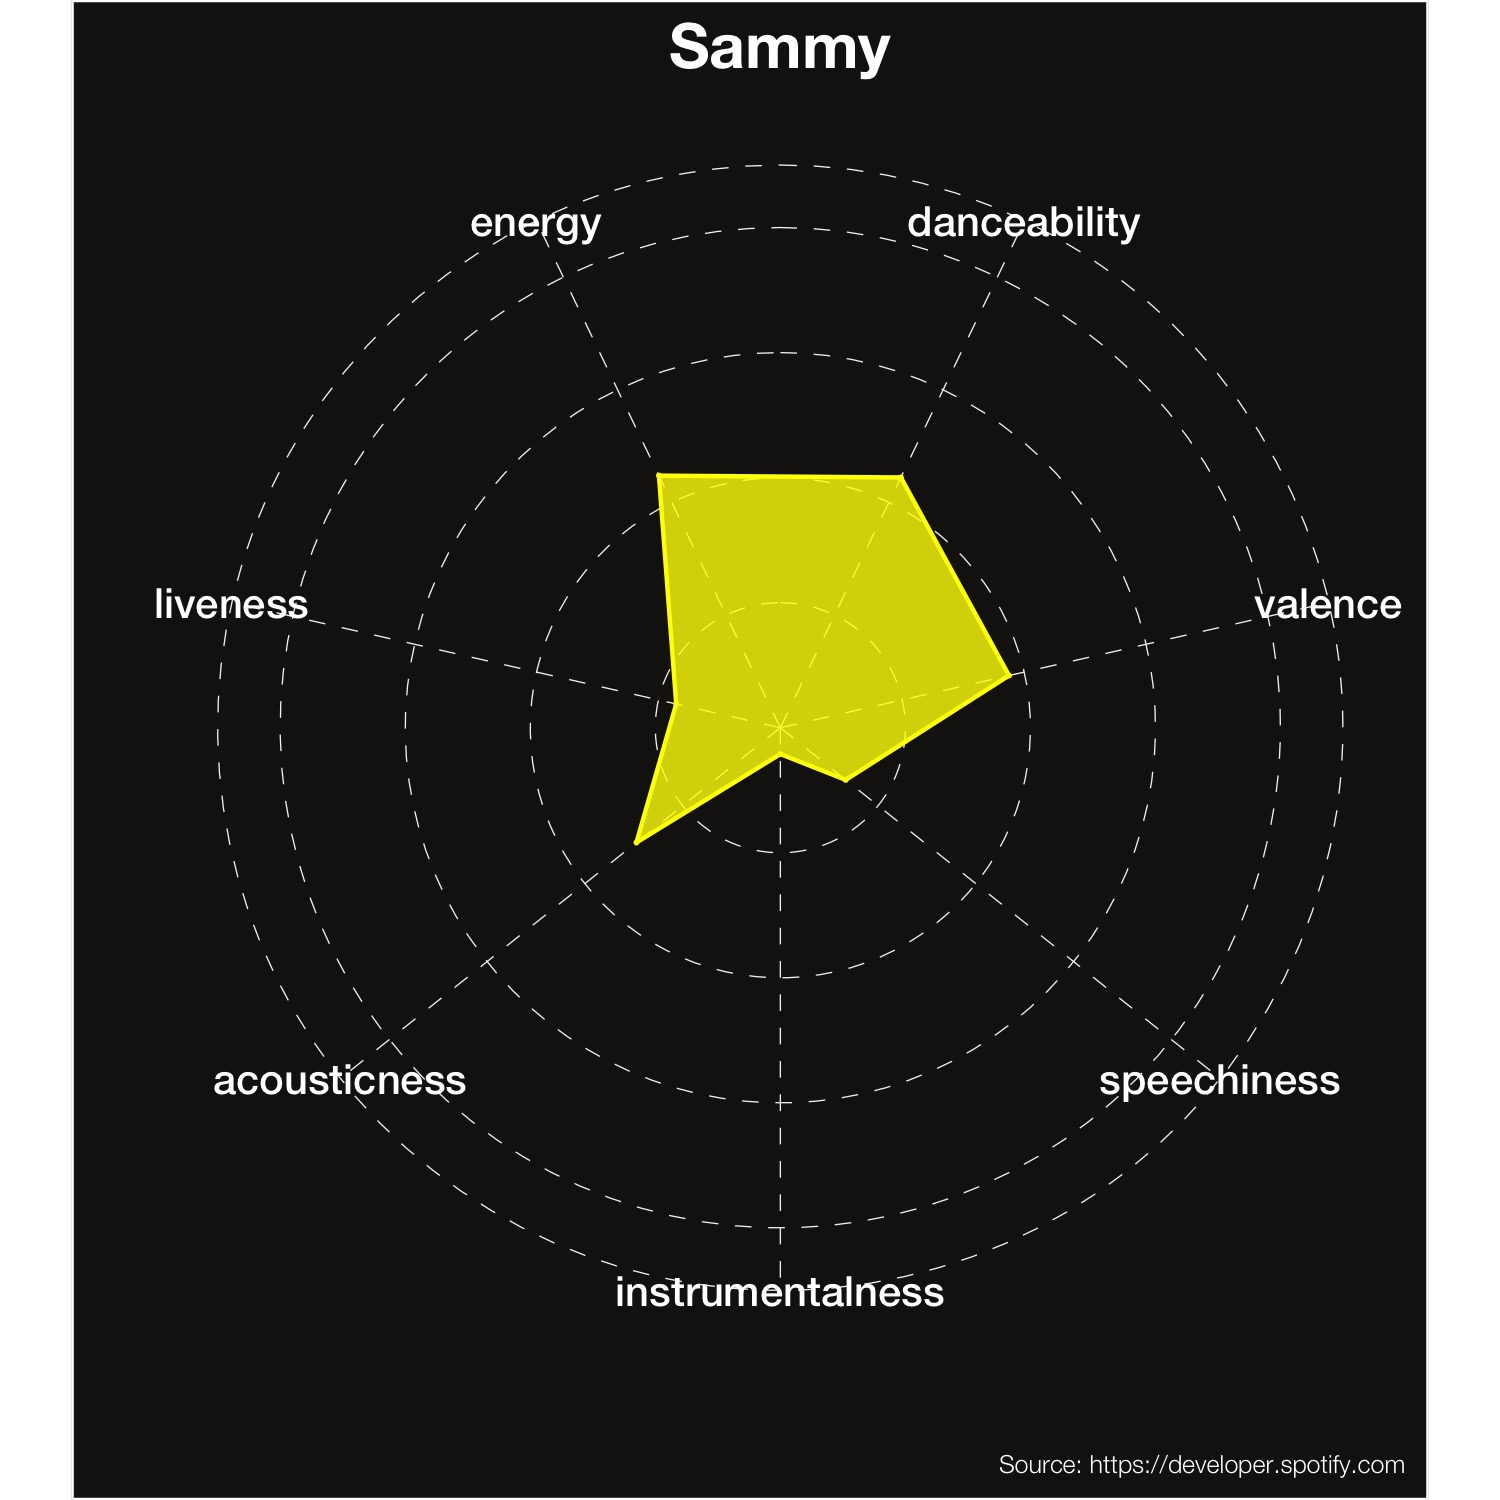 Sammy
energy
danceability
liveness
valence
acousticness
speechiness
instrumentalness
Source: https://developer.spotify.com